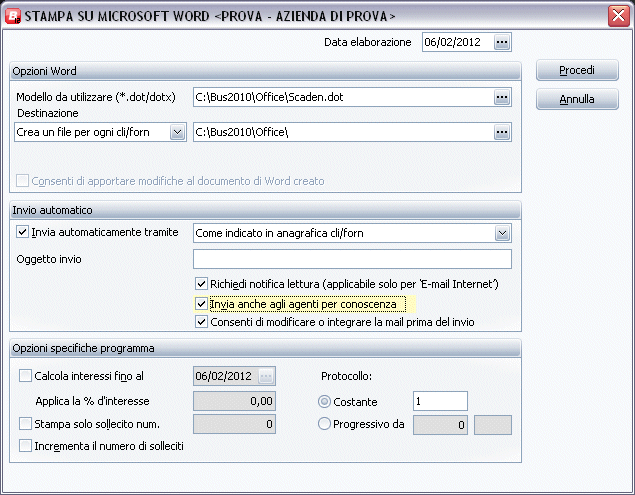 STAMPA SU MICROSOFT WORD <PROVA - AZIENDA DI PROVA>
Data elaborazione 06/02/2012 ...
Opzioni Word
Procedi
Modello da utilizzare (*.dot/dotx) C:\Bus2010\Office\Scaden.dot ...
Annulla
Destinazione
Crea un file per ogni cli/forn C:\Bus2010\Office\ ...
Consenti di apportare modifiche al documento di Word creato
Invio automatico
Invia automaticamente tramite Come indicato in anagrafica cli/forn
Oggetto invio
Richiedi notifica lettura (applicabile solo per 'E-mail Internet')
Invia anche agli agenti per conoscenza
Consenti di modificare o integrare la mail prima del invio
Opzioni specifiche programma
Calcola interessi fino al 06/02/2012 ... Protocollo:
Applica la % d'interesse 0,00 Costante 1
Stampa solo sollecito num. 0 Progressivo da 0
Incrementa il numero di solleciti